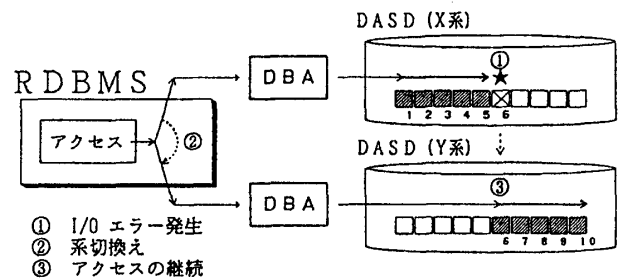 DASD (X系)
①
DBA
1 2 3 4 5 6
RDBMS
アクセス
②
DASD (Y系)
③
DBA
6 7 8 9 10
① I/O エラー発生
② 系切換え
③ アクセスの継続